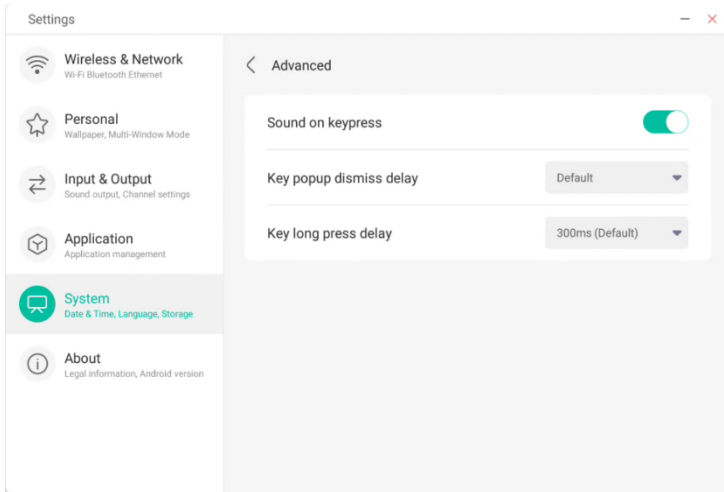 Settings
Wireless & Network
Wi-Fi Bluetooth Ethernet
Personal
Wallpaper, Multi-Window Mode
Input & Output
Sound output, Channel settings
Application
Application management
System
Date & Time, Language, Storage
About
Legal information, Android version
Advanced
Sound on keypress
Key popup dismiss delay
Default
Key long press delay
300ms (Default)